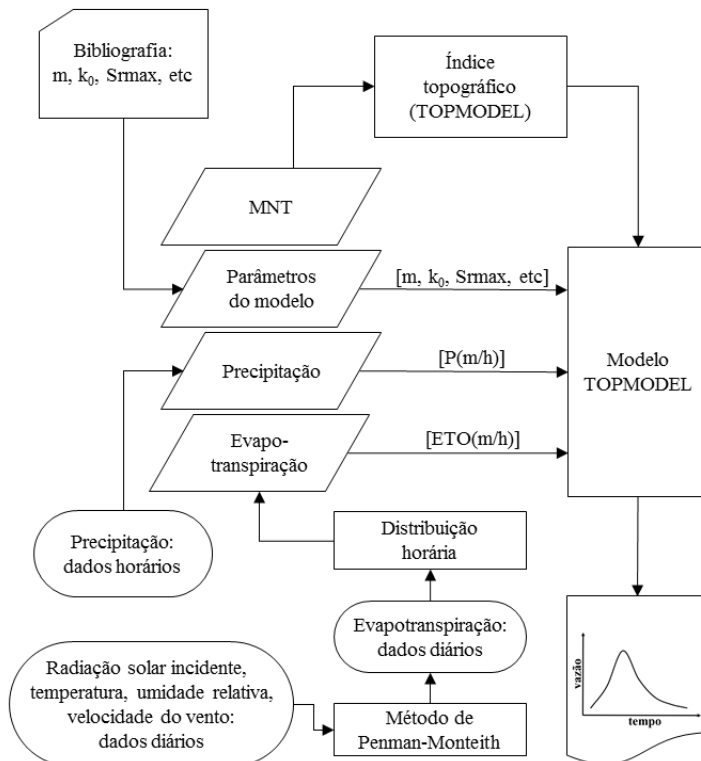 Bibliografia:
m, k₀, Srmax, etc
Índice
topográfico
(TOPMODEL)
MNT
Parâmetros
do modelo
[m, k₀, Srmax, etc]
Precipitação
[P(m/h)]
Modelo
TOPMODEL
Evapo-
transpiração
[ETO(m/h)]
Precipitação:
dados horários
Distribuição
horária
Evapotranspiração:
dados diários
Radiação solar incidente,
temperatura, umidade relativa,
velocidade do vento:
dados diários
Método de
Penman-Monteith
vazão
tempo